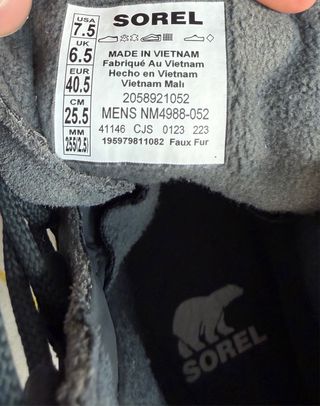 SOREL
USA
7.5
UK
6.5
EUR
40.5
CM
25.5
MM
255(2.5)
MADE IN VIETNAM
Fabriqué Au Vietnam
Hecho en Vietnam
Vietnam Malı
2058921052
MENS NM4988-052
41146 CJS 0123 223
195979811082 Faux Fur
SOREL